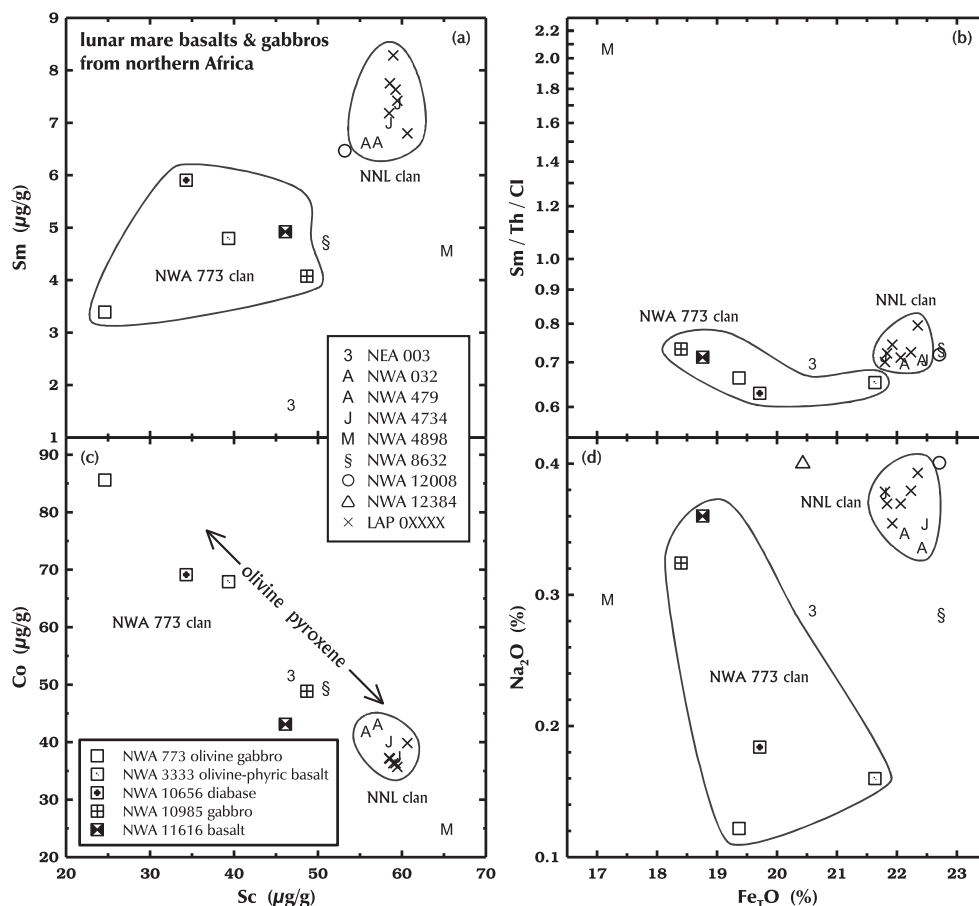 lunar mare basalts & gabbros
from northern Africa
(a)
9
8
7
6
5
4
3
2
1
Sm (µg/g)
NNL clan
NWA 773 clan
J
J
A A
§
M
3
(b)
2.2
2.0
1.8
1.6
1.4
1.2
1.0
0.9
0.8
0.7
0.6
Sm / Th / CI
M
NWA 773 clan
NNL clan
3
A
A
J
§
3 NEA 003
A NWA 032
A NWA 479
J NWA 4734
M NWA 4898
§ NWA 8632
NWA 12008
NWA 12384
LAP 0XXXX
(c)
90
80
70
60
50
40
30
20
Co (µg/g)
olivine
pyroxene
NWA 773 clan
3
§
A
A
J
J
NNL clan
M
NWA 773 olivine gabbro
NWA 3333 olivine-phyric basalt
NWA 10656 diabase
NWA 10985 gabbro
NWA 11616 basalt
20 30 40 50 60 70
Sc (µg/g)
(d)
0.4
0.3
0.2
0.1
Na₂O (%)
NNL clan
J
J
A
A
M
3
§
NWA 773 clan
17 18 19 20 21 22 23
FeTO (%)